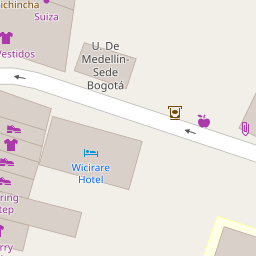 ichincha
Suiza
Vestidos
U. De
Medellín-
Sede
Bogotá
Wicirare
Hotel
ring
tep
rry